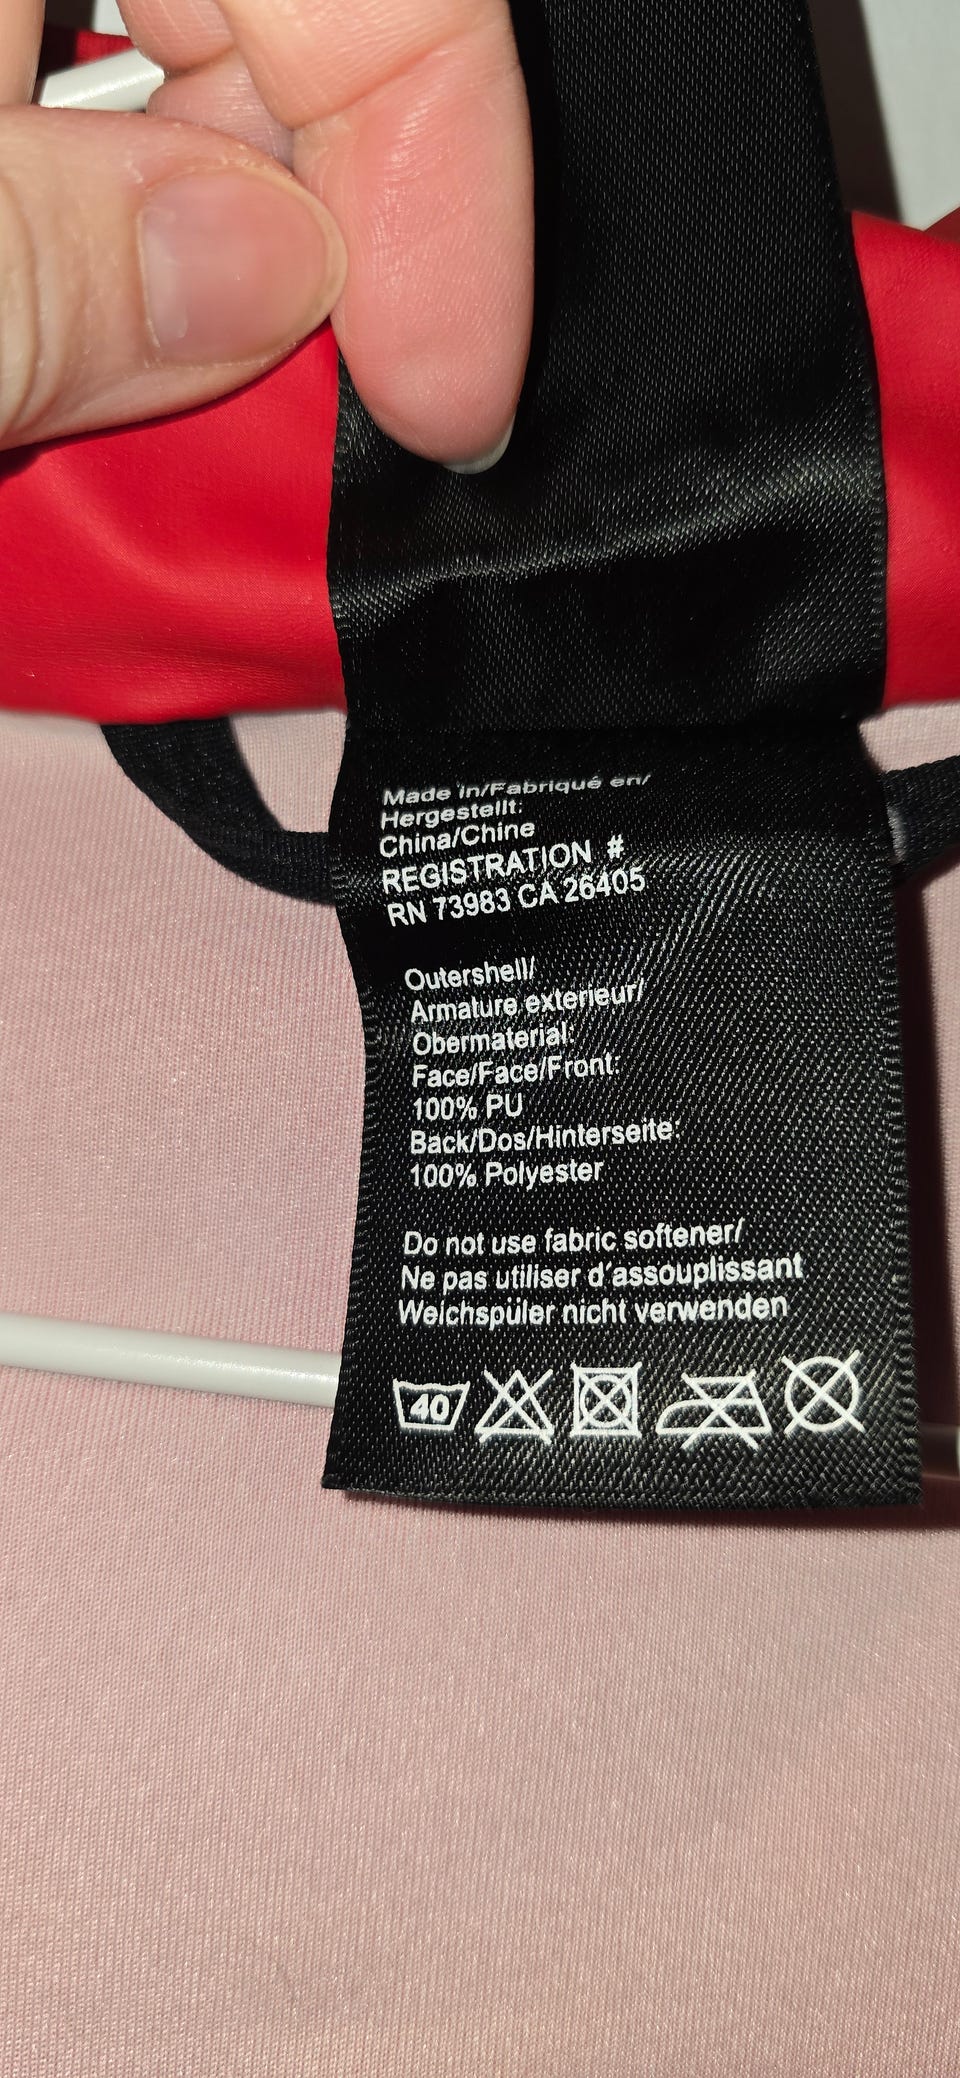 Made in/Fabriqué en/
Hergestellt:
China/Chine
REGISTRATION #
RN 73983 CA 26405
Outershell/
Armature exterieur/
Obermaterial:
Face/Face/Front:
100% PU
Back/Dos/Hinterseite:
100% Polyester
Do not use fabric softener/
Ne pas utiliser d'assouplissant
Weichspüler nicht verwenden
40